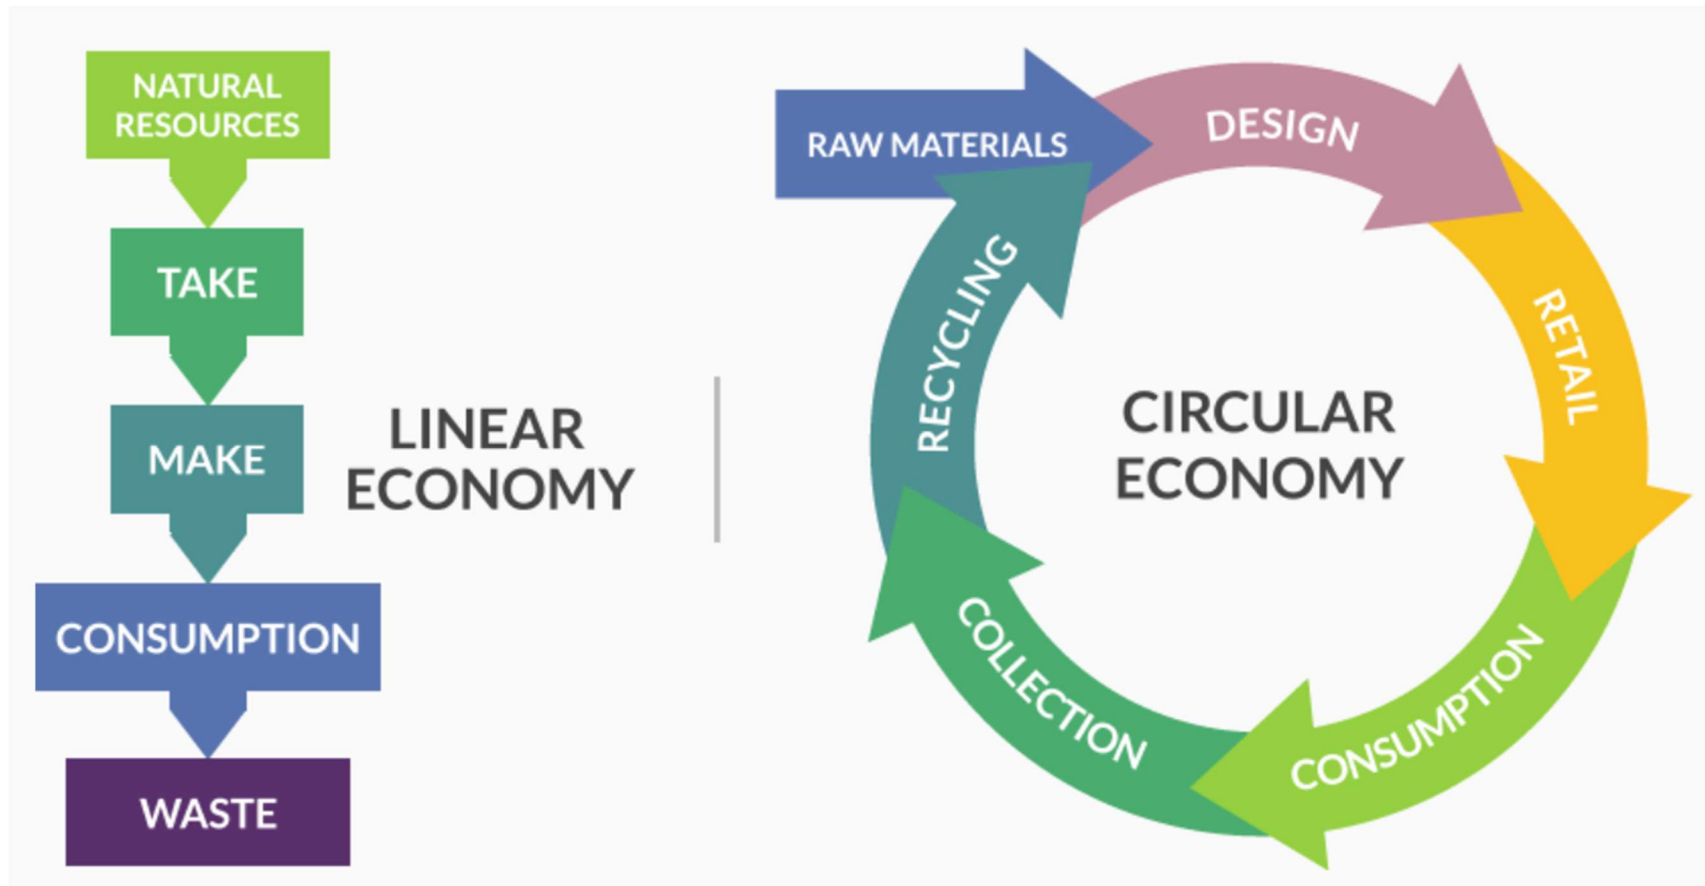 NATURAL
RESOURCES
TAKE
MAKE
CONSUMPTION
WASTE
LINEAR
ECONOMY
RAW MATERIALS
DESIGN
RETAIL
CONSUMPTION
COLLECTION
RECYCLING
CIRCULAR
ECONOMY